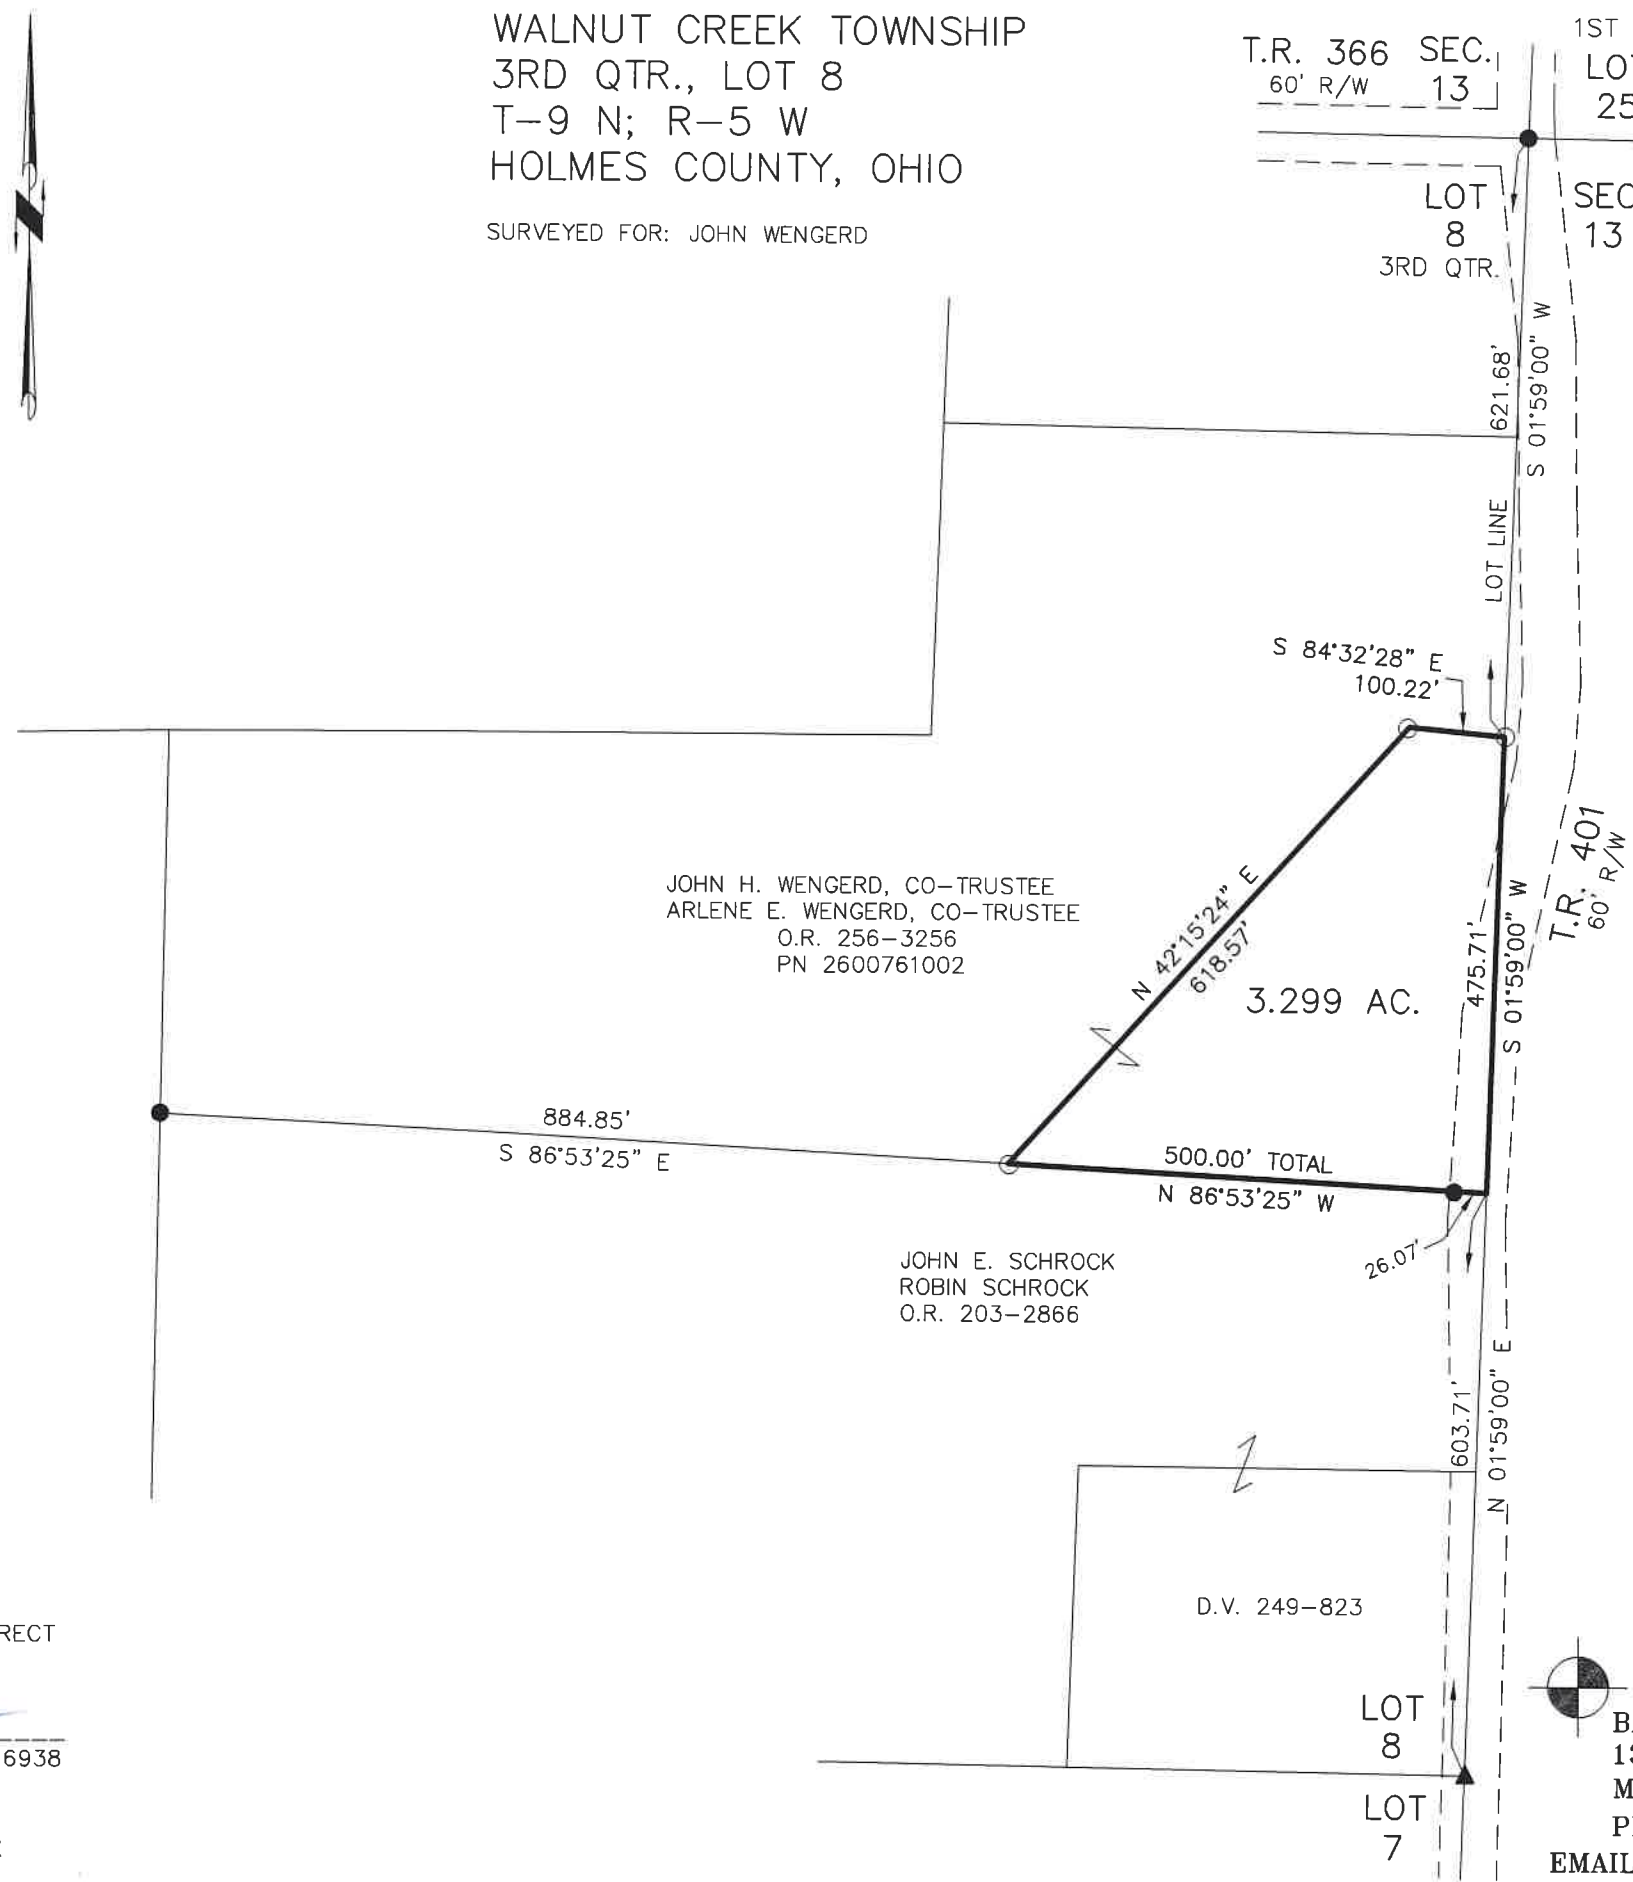 WALNUT CREEK TOWNSHIP
3RD QTR., LOT 8
T-9 N; R-5 W
HOLMES COUNTY, OHIO
SURVEYED FOR: JOHN WENGERD
T.R. 366 SEC.
60' R/W 13
1ST
25
LOT
8
3RD QTR.
13
621.68'
S 01°59'00" W
LOT LINE
S 84°32'28" E
100.22'
T.R. 401
60' R/W
JOHN H. WENGERD, CO-TRUSTEE
ARLENE E. WENGERD, CO-TRUSTEE
O.R. 256-3256
PN 2600761002
N 42°15'24" E
618.57'
3.299 AC.
475.71'
S 01°59'00" W
884.85'
S 86°53'25" E
500.00' TOTAL
N 86°53'25" W
26.07'
JOHN E. SCHROCK
ROBIN SCHROCK
O.R. 203-2866
603.71'
N 01°59'00" E
D.V. 249-823
RECT
6938
LOT
8
LOT
7
EMAIL